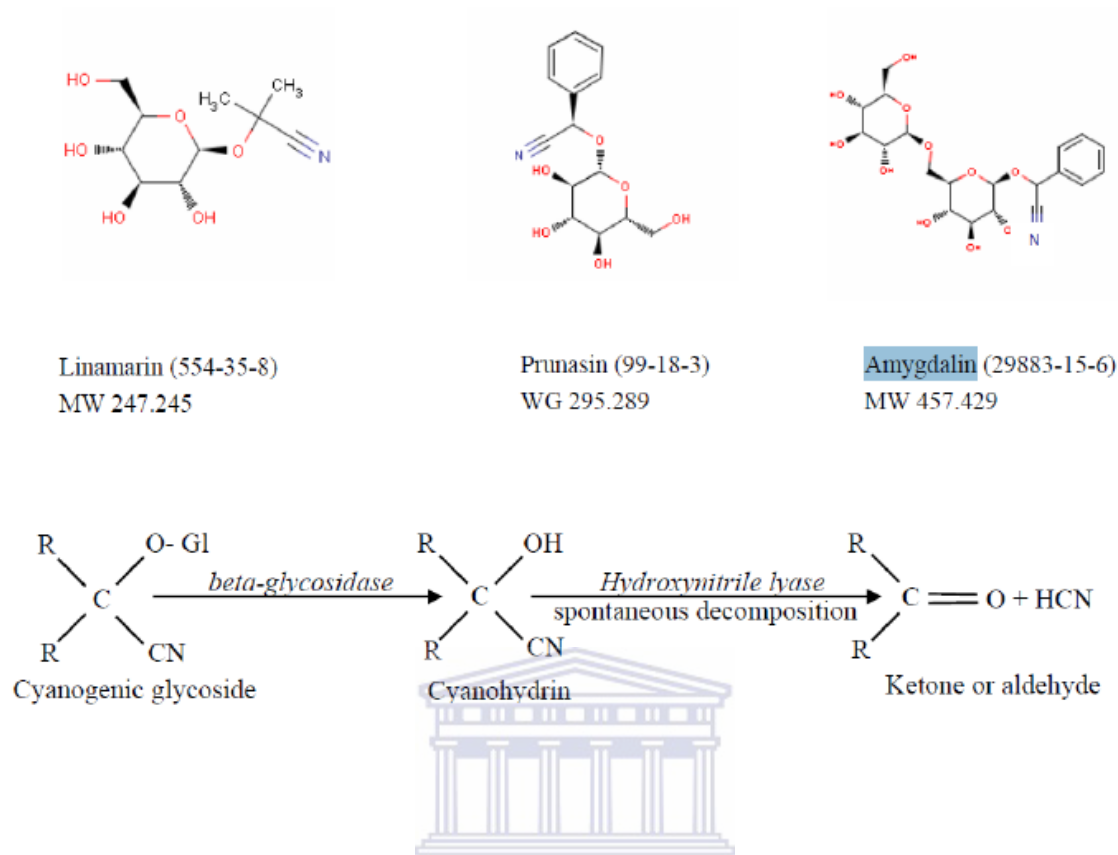 HO
H₃C
CH₃
O
HO
O
N
HO
HO
OH
N
O
HO
O
HO
HO
OH
OH
OH
HO
O
HO
HO
OH
O
O
O
HO
OH
O
N
Linamarin (554-35-8)
MW 247.245
Prunasin (99-18-3)
WG 295.289
Amygdalin (29883-15-6)
MW 457.429
R
O- Gl
C
R
CN
Cyanogenic glycoside
beta-glycosidase
R
OH
C
R
CN
Cyanohydrin
Hydroxynitrile lyase
spontaneous decomposition
R
C
O + HCN
R
Ketone or aldehyde